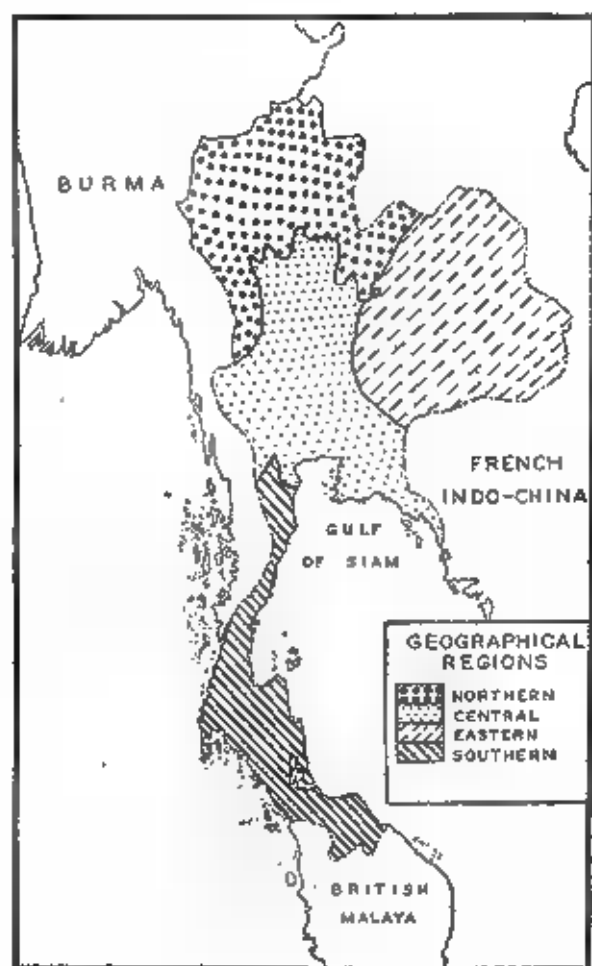 BURMA
FRENCH
INDO-CHINA
GULF
OF SIAM
GEOGRAPHICAL
REGIONS
NORTHERN
CENTRAL
EASTERN
SOUTHERN
BRITISH
MALAYA